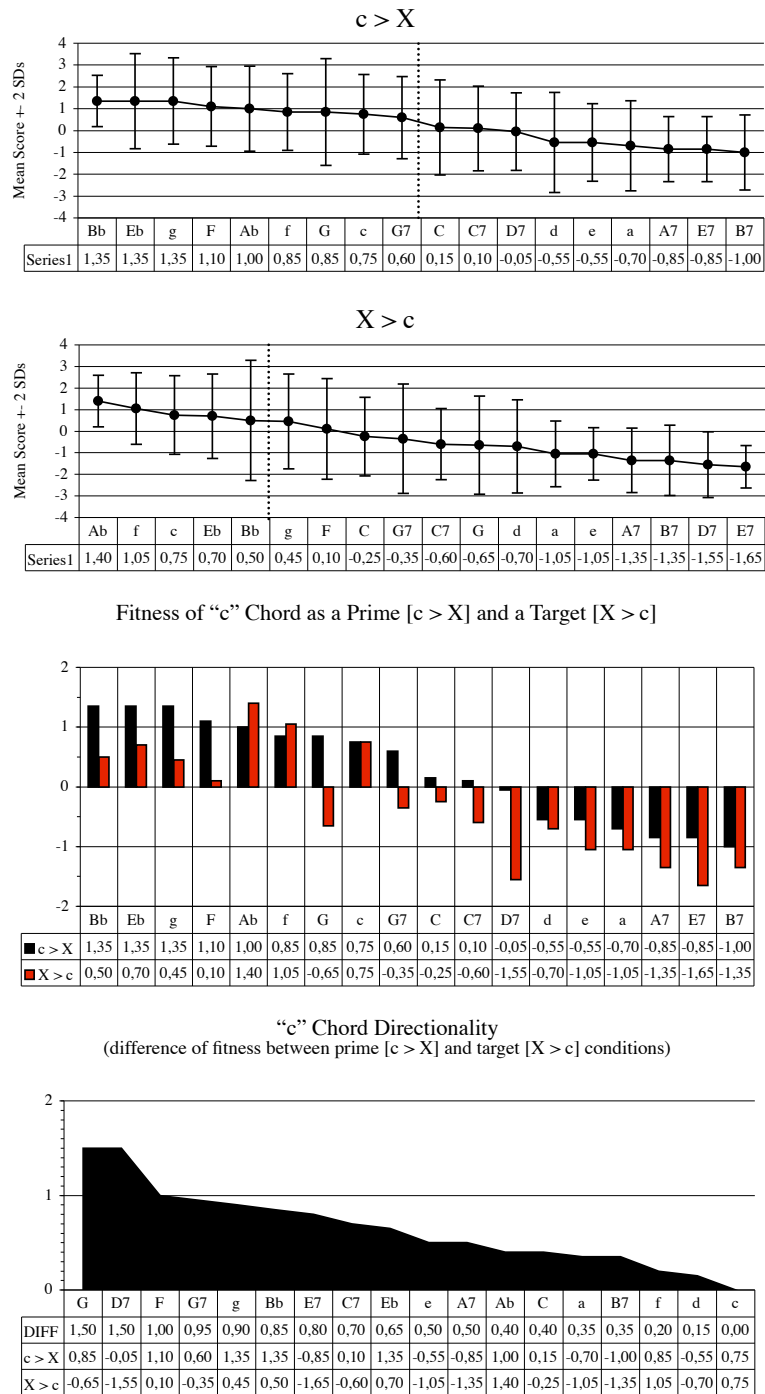 c > X
4
3
2
1
0
-1
-2
-3
-4
Mean Score +- 2 SDs
Bb Eb g F Ab f G c G7 C C7 D7 d e a A7 E7 B7
Series1 1,35 1,35 1,35 1,10 1,00 0,85 0,85 0,75 0,60 0,15 0,10 -0,05 -0,55 -0,55 -0,70 -0,85 -0,85 -1,00
X > c
4
3
2
1
0
-1
-2
-3
-4
Mean Score +- 2 SDs
Ab f c Eb Bb g F C G7 C7 G d a e A7 B7 D7 E7
Series1 1,40 1,05 0,75 0,70 0,50 0,45 0,10 -0,25 -0,35 -0,60 -0,65 -0,70 -1,05 -1,05 -1,35 -1,35 -1,55 -1,65
Fitness of “c” Chord as a Prime [c > X] and a Target [X > c]
2
1
0
-1
-2
Bb Eb g F Ab f G c G7 C C7 D7 d e a A7 E7 B7
c > X 1,35 1,35 1,35 1,10 1,00 0,85 0,85 0,75 0,60 0,15 0,10 -0,05 -0,55 -0,55 -0,70 -0,85 -0,85 -1,00
X > c 0,50 0,70 0,45 0,10 1,40 1,05 -0,65 0,75 -0,35 -0,25 -0,60 -1,55 -0,70 -1,05 -1,05 -1,35 -1,65 -1,35
“c” Chord Directionality
(difference of fitness between prime [c > X] and target [X > c] conditions)
2
1
0
G D7 F G7 g Bb E7 C7 Eb e A7 Ab C a B7 f d c
DIFF 1,50 1,50 1,00 0,95 0,90 0,85 0,80 0,70 0,65 0,50 0,50 0,40 0,40 0,35 0,35 0,20 0,15 0,00
c > X 0,85 -0,05 1,10 0,60 1,35 1,35 -0,85 0,10 1,35 -0,55 -0,85 1,00 0,15 -0,70 -1,00 0,85 -0,55 0,75
X > c -0,65 -1,55 0,10 -0,35 0,45 0,50 -1,65 -0,60 0,70 -1,05 -1,35 1,40 -0,25 -1,05 -1,35 1,05 -0,70 0,75